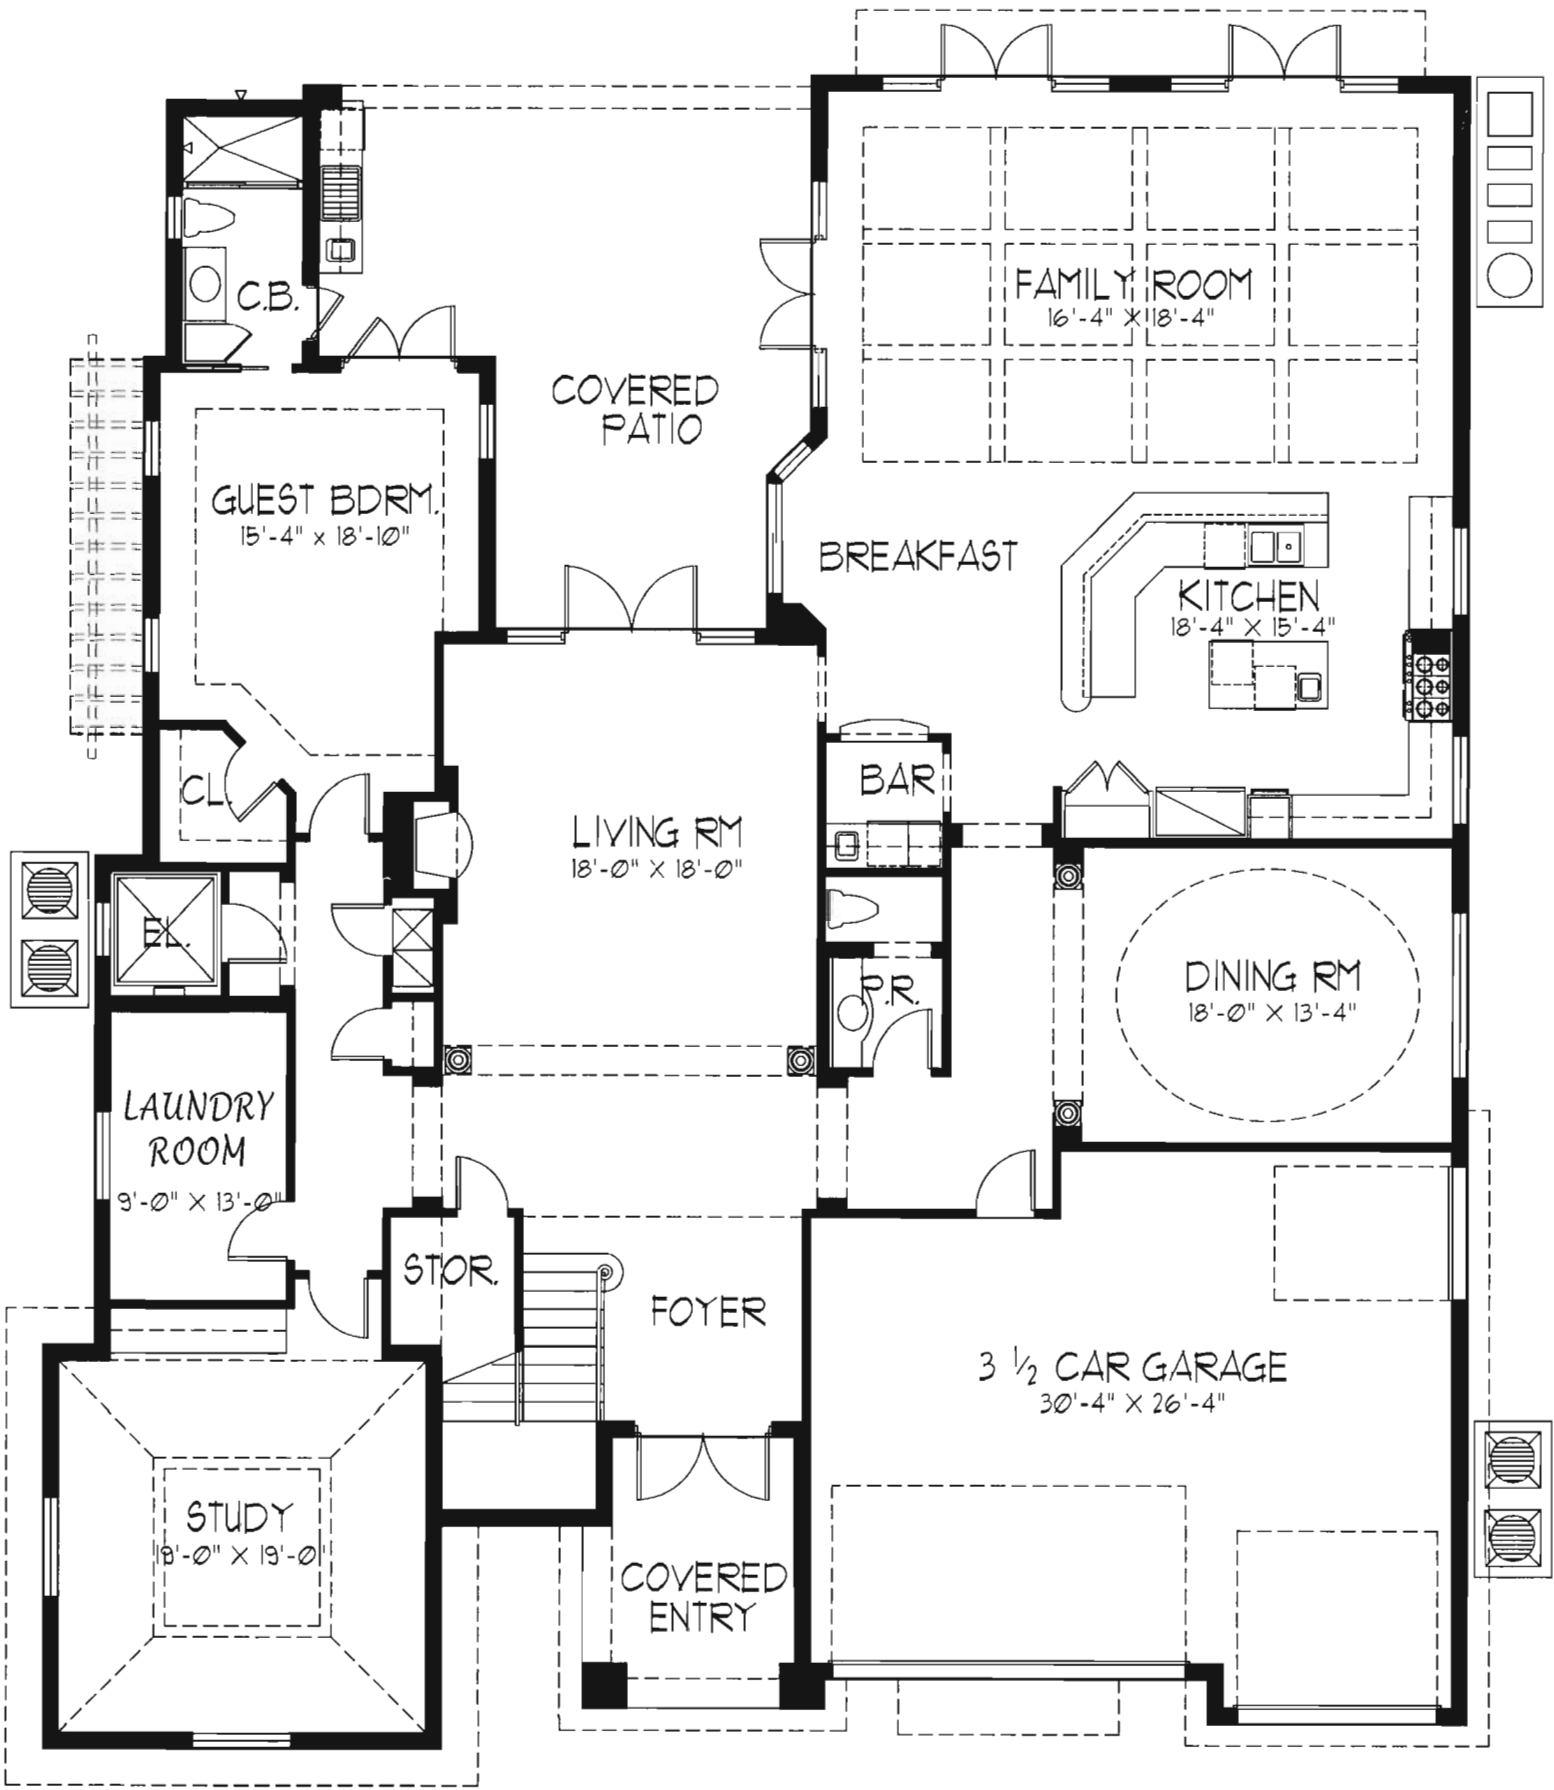 C.B.
FAMILY ROOM
16'-4" X 18'-4"
COVERED
PATIO
GUEST BDRM.
15'-4" x 18'-10"
BREAKFAST
KITCHEN
18'-4" X 15'-4"
CL.
BAR
LIVING RM
18'-0" X 18'-0"
EL.
P.R.
DINING RM
18'-0" X 13'-4"
LAUNDRY
ROOM
9'-0" X 13'-0"
STOR.
FOYER
3 ½ CAR GARAGE
30'-4" X 26'-4"
STUDY
19'-0" X 19'-0"
COVERED
ENTRY